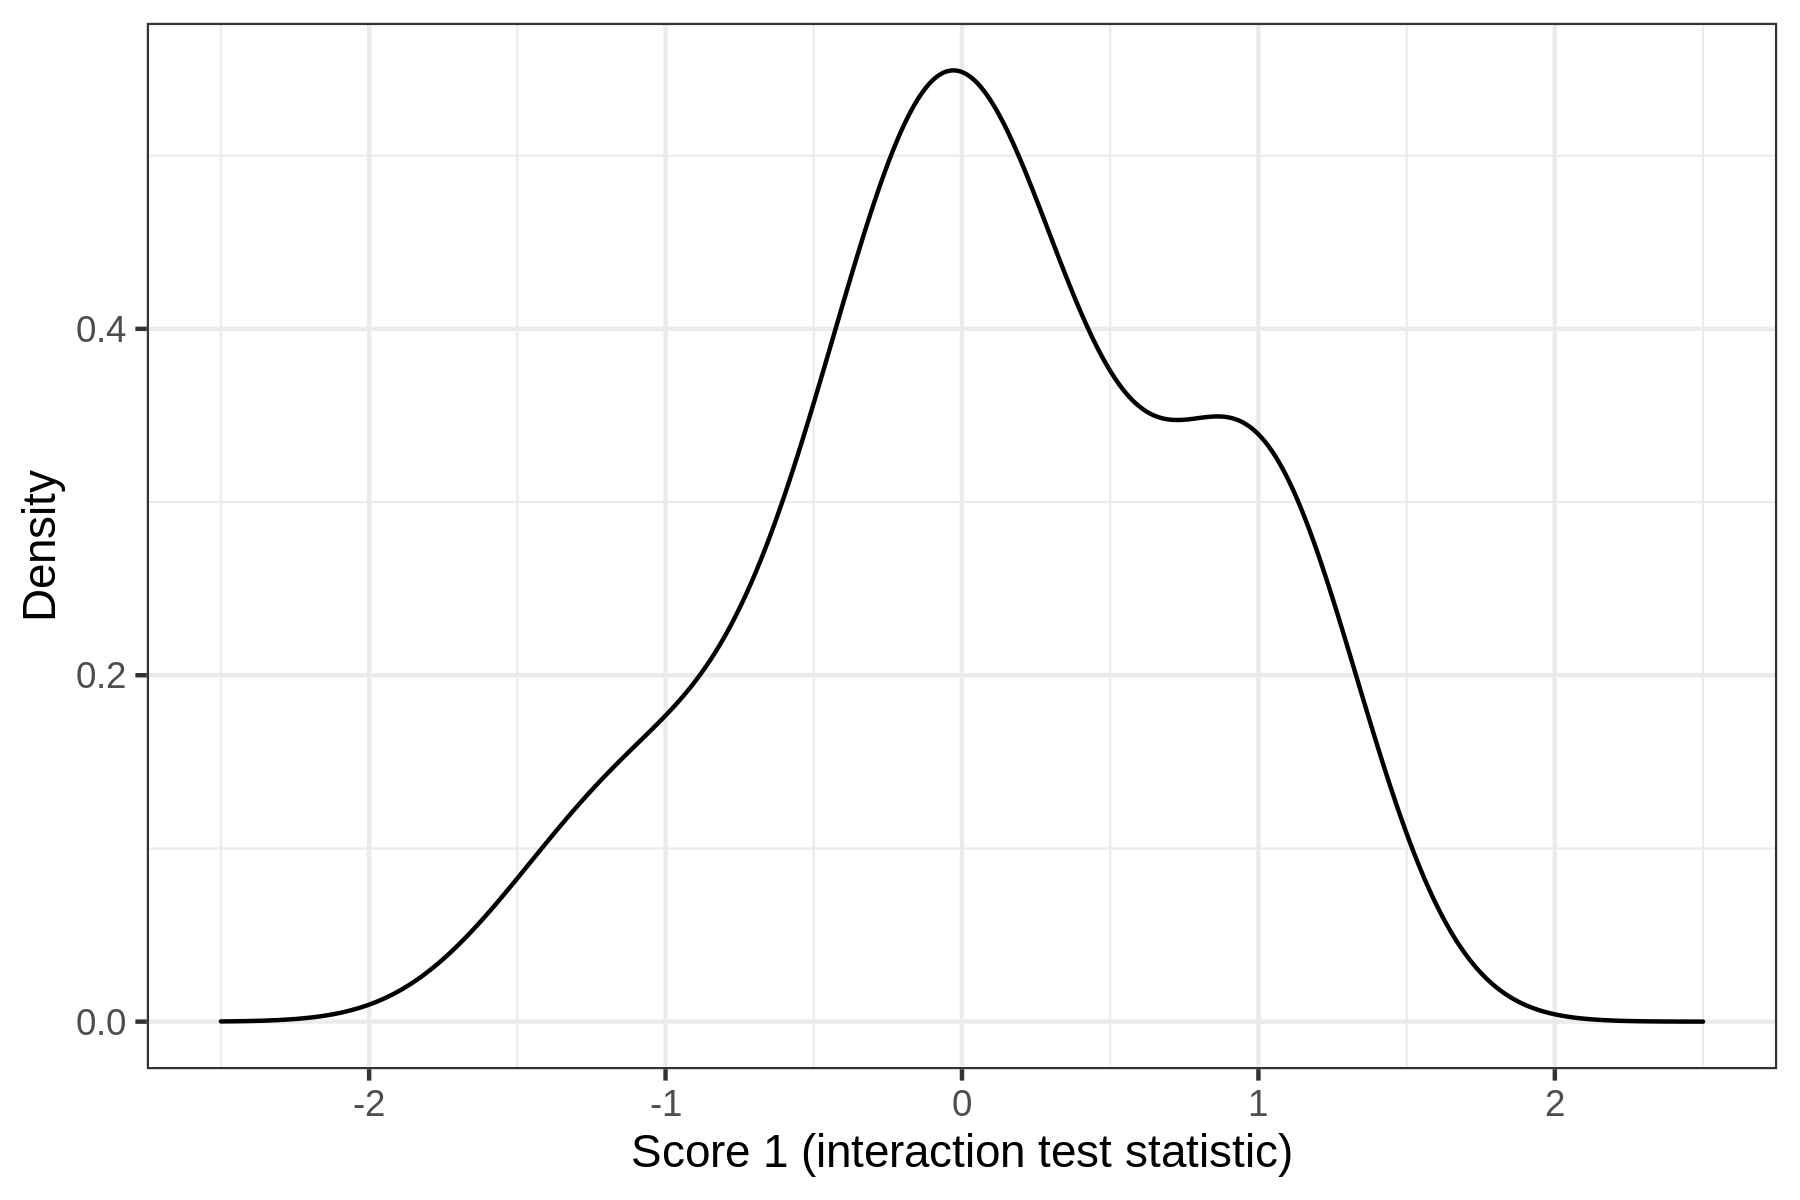 Density
0.4
0.2
0.0
-2 -1 0 1 2
Score 1 (interaction test statistic)